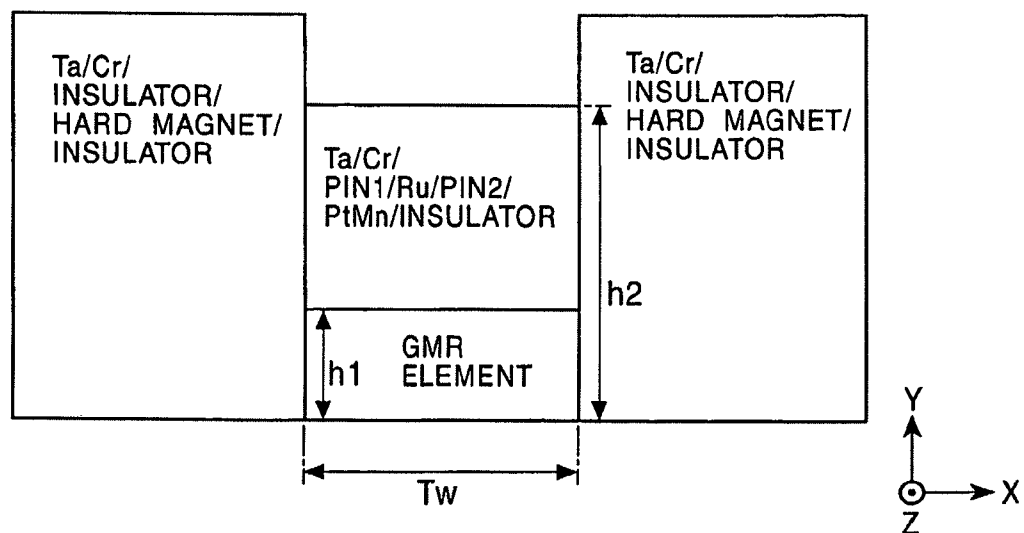 Ta/Cr/
INSULATOR/
HARD MAGNET/
INSULATOR
Ta/Cr/
PIN1/Ru/PIN2/
PtMn/INSULATOR
Ta/Cr/
INSULATOR/
HARD MAGNET/
INSULATOR
h2
h1
GMR
ELEMENT
Tw
Y
X
Z